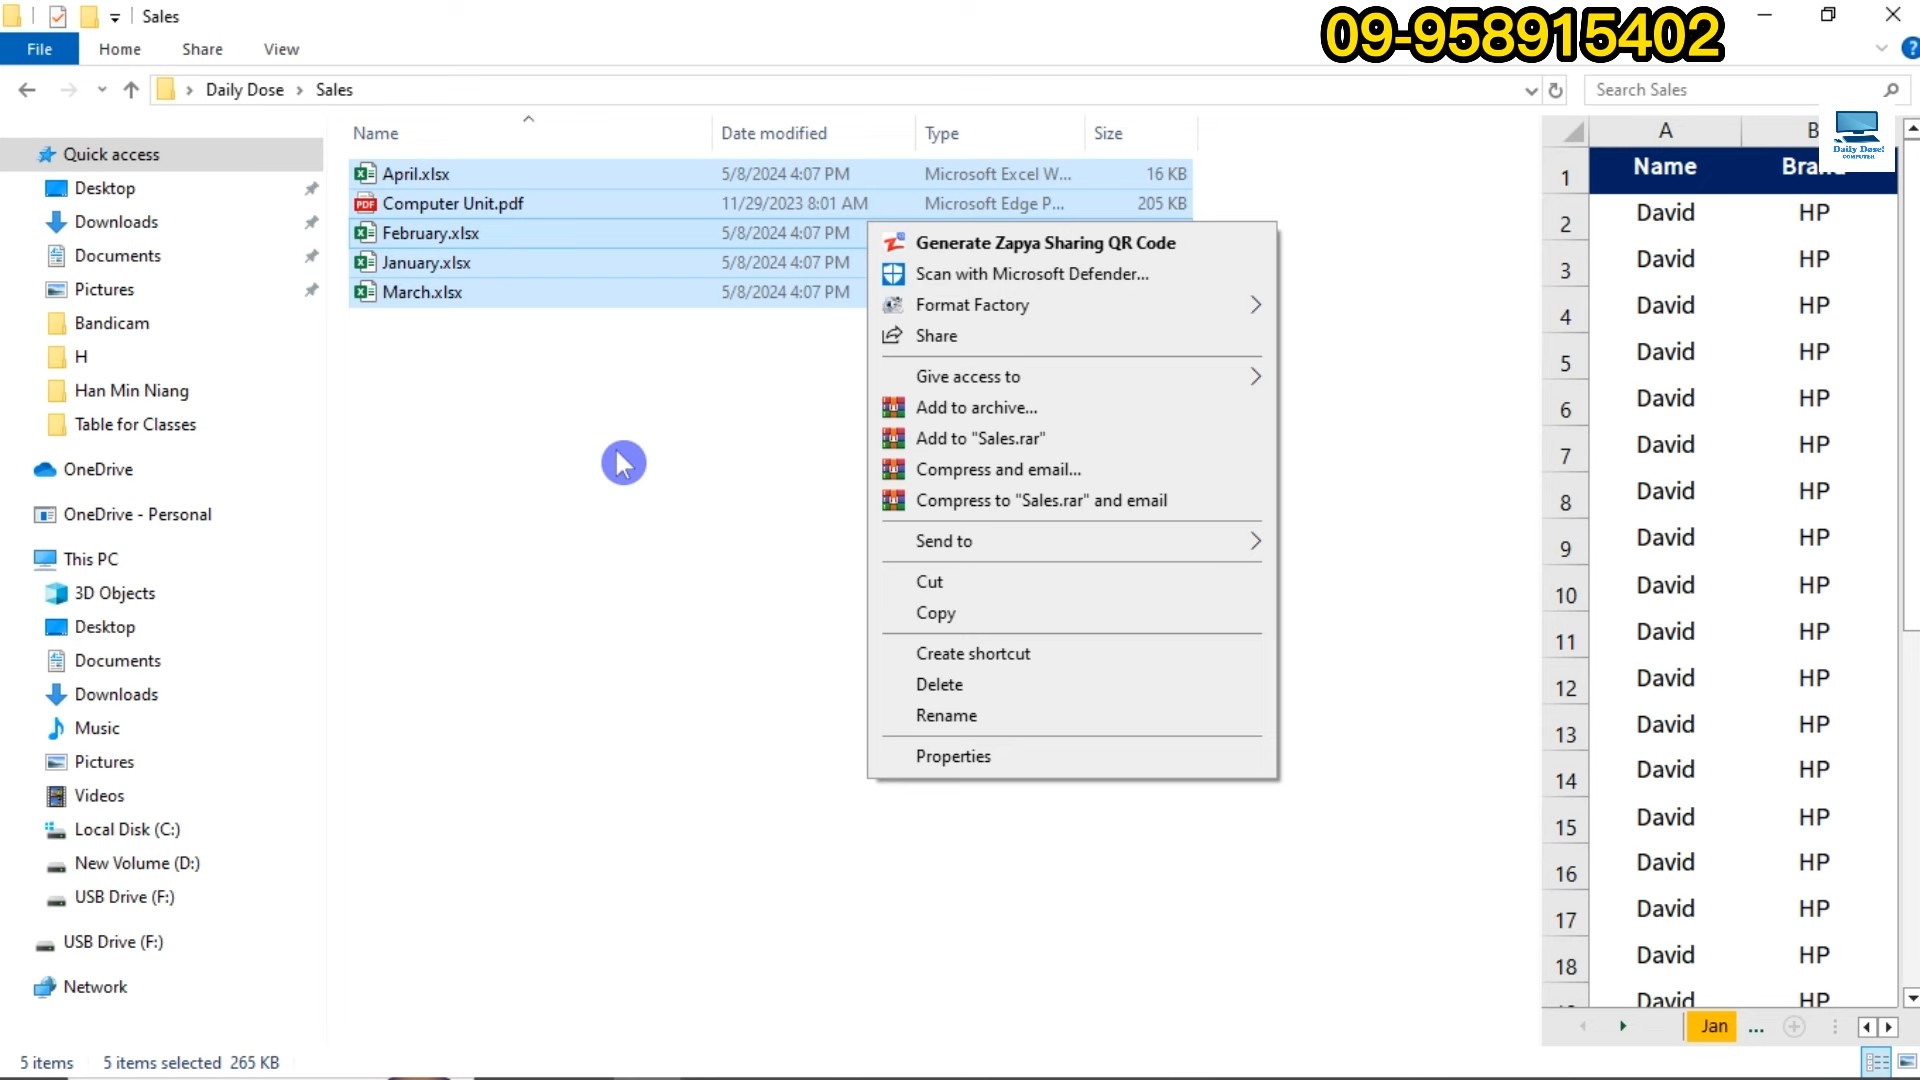 Sales
09-958915402
File Home Share View
Daily Dose > Sales
Search Sales
Name Date modified Type Size
Quick access
Desktop
Downloads
Documents
Pictures
Bandicam
H
Han Min Niang
Table for Classes
OneDrive
OneDrive - Personal
This PC
3D Objects
Desktop
Documents
Downloads
Music
Pictures
Videos
Local Disk (C:)
New Volume (D:)
USB Drive (F:)
USB Drive (F:)
Network
April.xlsx 5/8/2024 4:07 PM Microsoft Excel W... 16 KB
Computer Unit.pdf 11/29/2023 8:01 AM Microsoft Edge P... 205 KB
February.xlsx 5/8/2024 4:07 PM
January.xlsx 5/8/2024 4:07 PM
March.xlsx 5/8/2024 4:07 PM
Generate Zapya Sharing QR Code
Scan with Microsoft Defender...
Format Factory
Share
Give access to
Add to archive...
Add to "Sales.rar"
Compress and email...
Compress to "Sales.rar" and email
Send to
Cut
Copy
Create shortcut
Delete
Rename
Properties
A B
Daily Dose!
COMPUTER
1 Name
2 David HP
3 David HP
4 David HP
5 David HP
6 David HP
7 David HP
8 David HP
9 David HP
10 David HP
11 David HP
12 David HP
13 David HP
14 David HP
15 David HP
16 David HP
17 David HP
18 David HP
David HP
Jan ...
5 items 5 items selected 265 KB